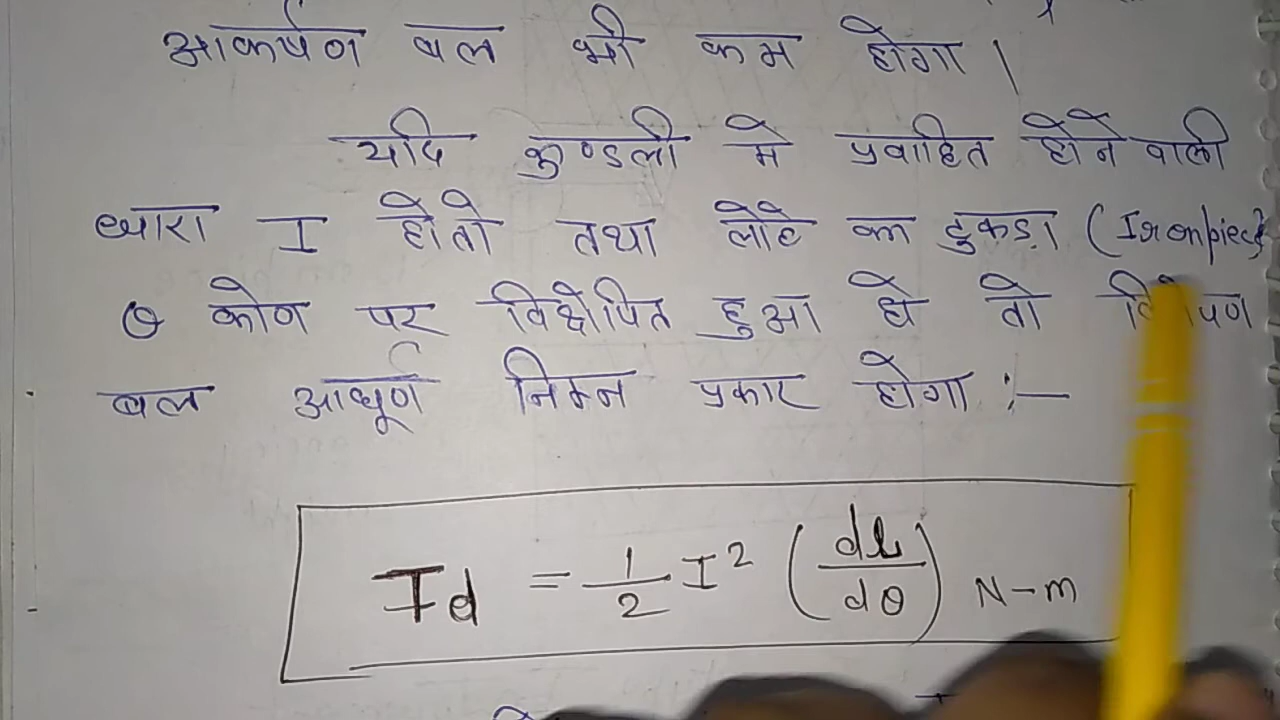 आकर्षण बल भी कम होगा।
यदि कुण्डली मे प्रवाहित होने वाली
धारा I होतो तथा लोहे का टुकड़ा (Iron piece)
θ कोण पर विक्षेपित हुआ हो तो
बल आघूर्ण निम्न प्रकार होगा :—
Td = 1/2 I² (dL/dθ) N-m